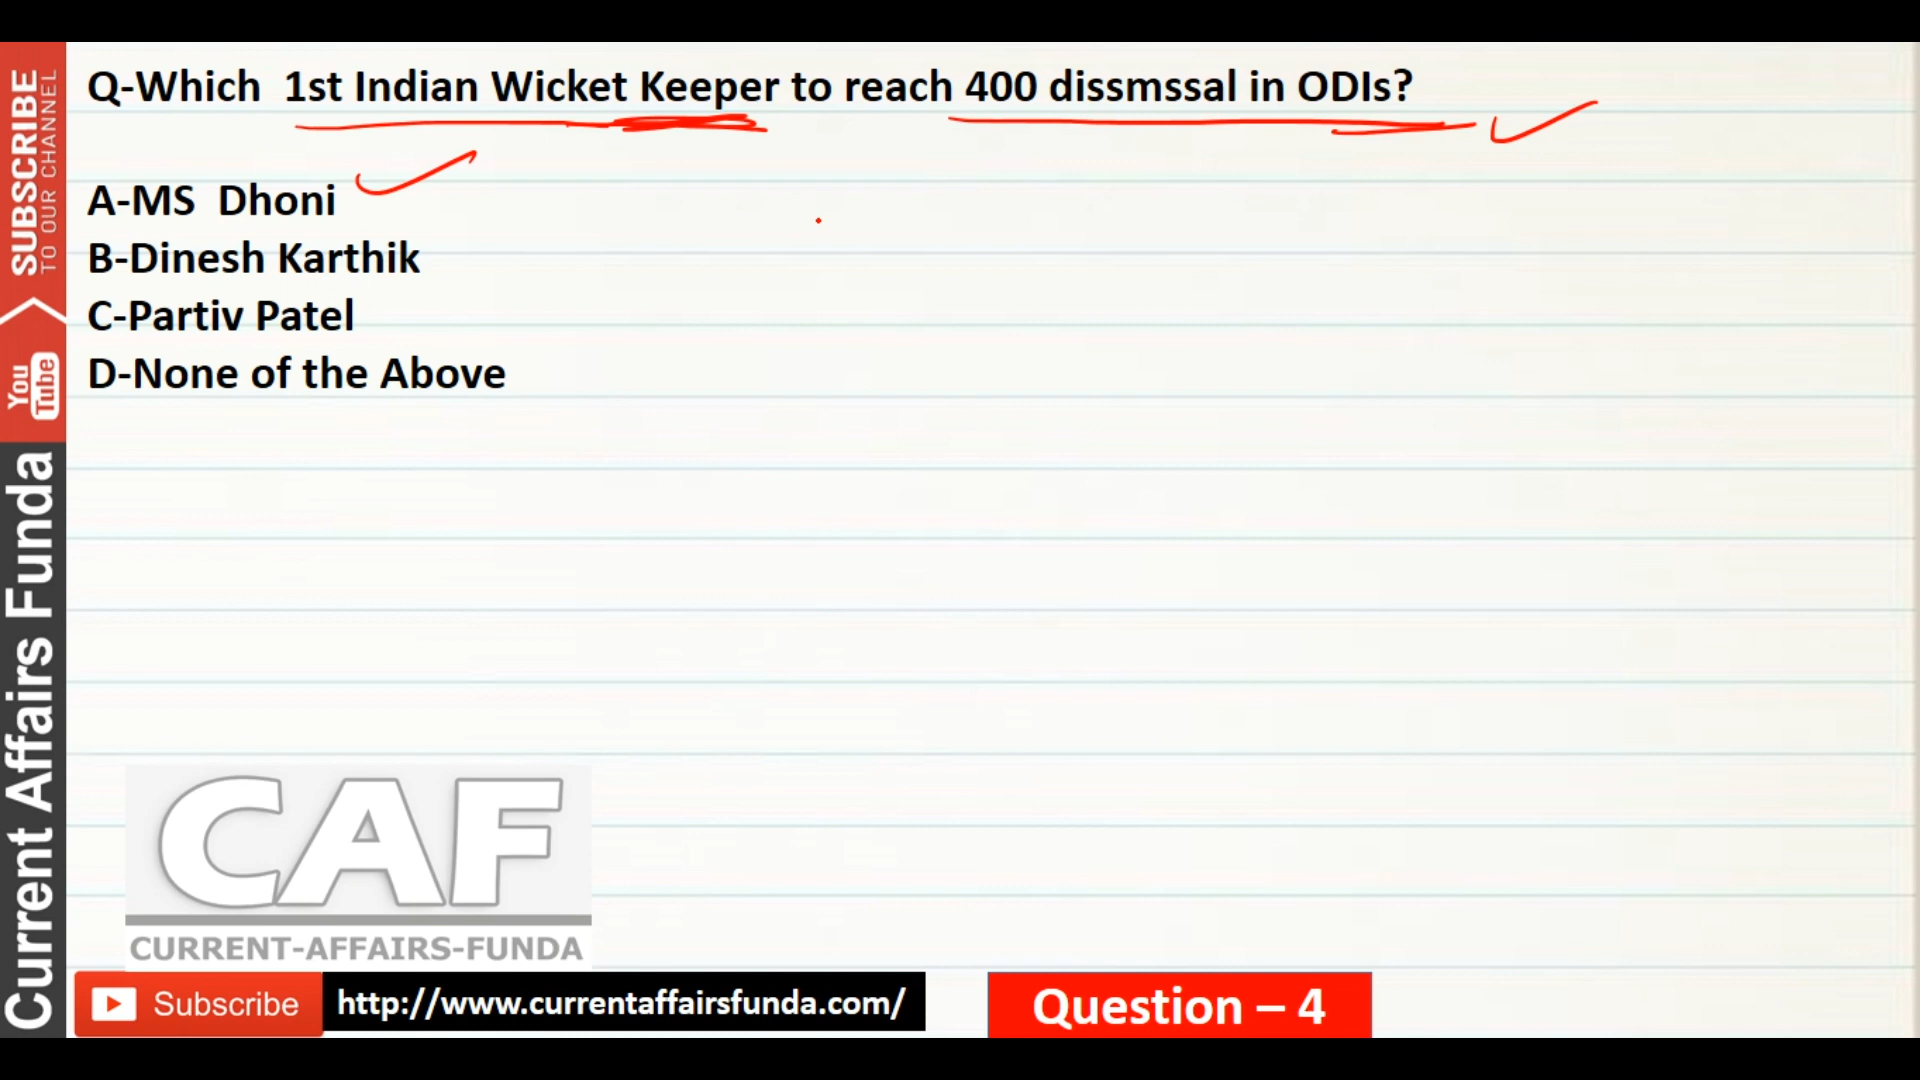 SUBSCRIBE
TO OUR CHANNEL
You
Tube
Current Affairs Funda
Q-Which 1st Indian Wicket Keeper to reach 400 dissmssal in ODIs?
A-MS Dhoni
B-Dinesh Karthik
C-Partiv Patel
D-None of the Above
CAF
CURRENT-AFFAIRS-FUNDA
Subscribe
http://www.currentaffairsfunda.com/
Question – 4